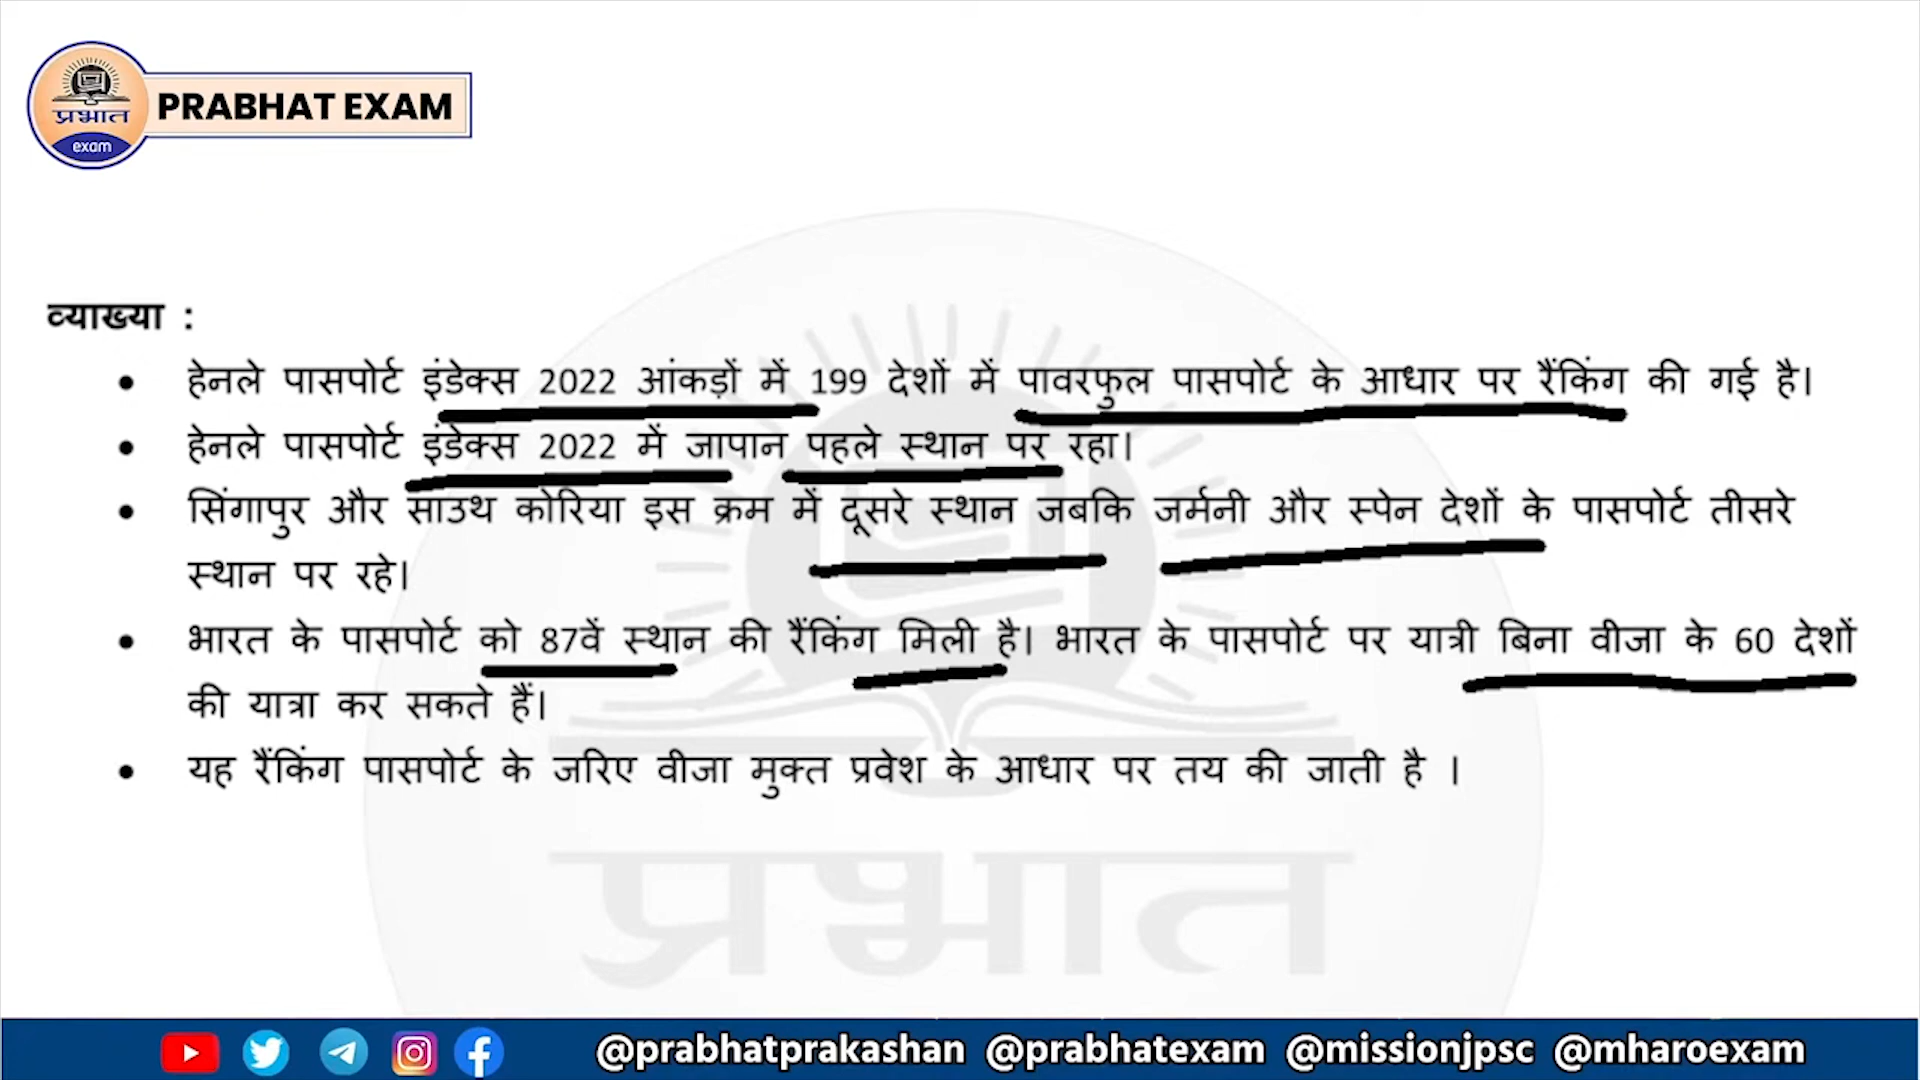 प्रभात
exam
PRABHAT EXAM
व्याख्या :
• हेनले पासपोर्ट इंडेक्स 2022 आंकड़ों में 199 देशों में पावरफुल पासपोर्ट के आधार पर रैंकिंग की गई है।
• हेनले पासपोर्ट इंडेक्स 2022 में जापान पहले स्थान पर रहा।
• सिंगापुर और साउथ कोरिया इस क्रम में दूसरे स्थान जबकि जर्मनी और स्पेन देशों के पासपोर्ट तीसरे
स्थान पर रहे।
• भारत के पासपोर्ट को 87वें स्थान की रैंकिंग मिली है। भारत के पासपोर्ट पर यात्री बिना वीजा के 60 देशों
की यात्रा कर सकते हैं।
• यह रैंकिंग पासपोर्ट के जरिए वीजा मुक्त प्रवेश के आधार पर तय की जाती है ।
प्रभात
@prabhatprakashan @prabhatexam @missionjpsc @mharoexam